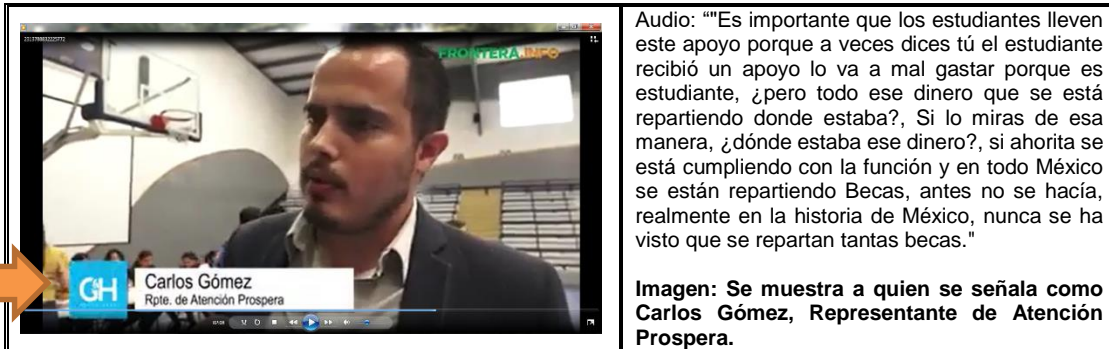 20197808032225772
FRONTERA.INFO
GH
Carlos Gómez
Rpte. de Atención Prospera
Audio: ""Es importante que los estudiantes lleven
este apoyo porque a veces dices tú el estudiante
recibió un apoyo lo va a mal gastar porque es
estudiante, ¿pero todo ese dinero que se está
repartiendo donde estaba?, Si lo miras de esa
manera, ¿dónde estaba ese dinero?, si ahorita se
está cumpliendo con la función y en todo México
se están repartiendo Becas, antes no se hacía,
realmente en la historia de México, nunca se ha
visto que se repartan tantas becas."
Imagen: Se muestra a quien se señala como
Carlos Gómez, Representante de Atención
Prospera.